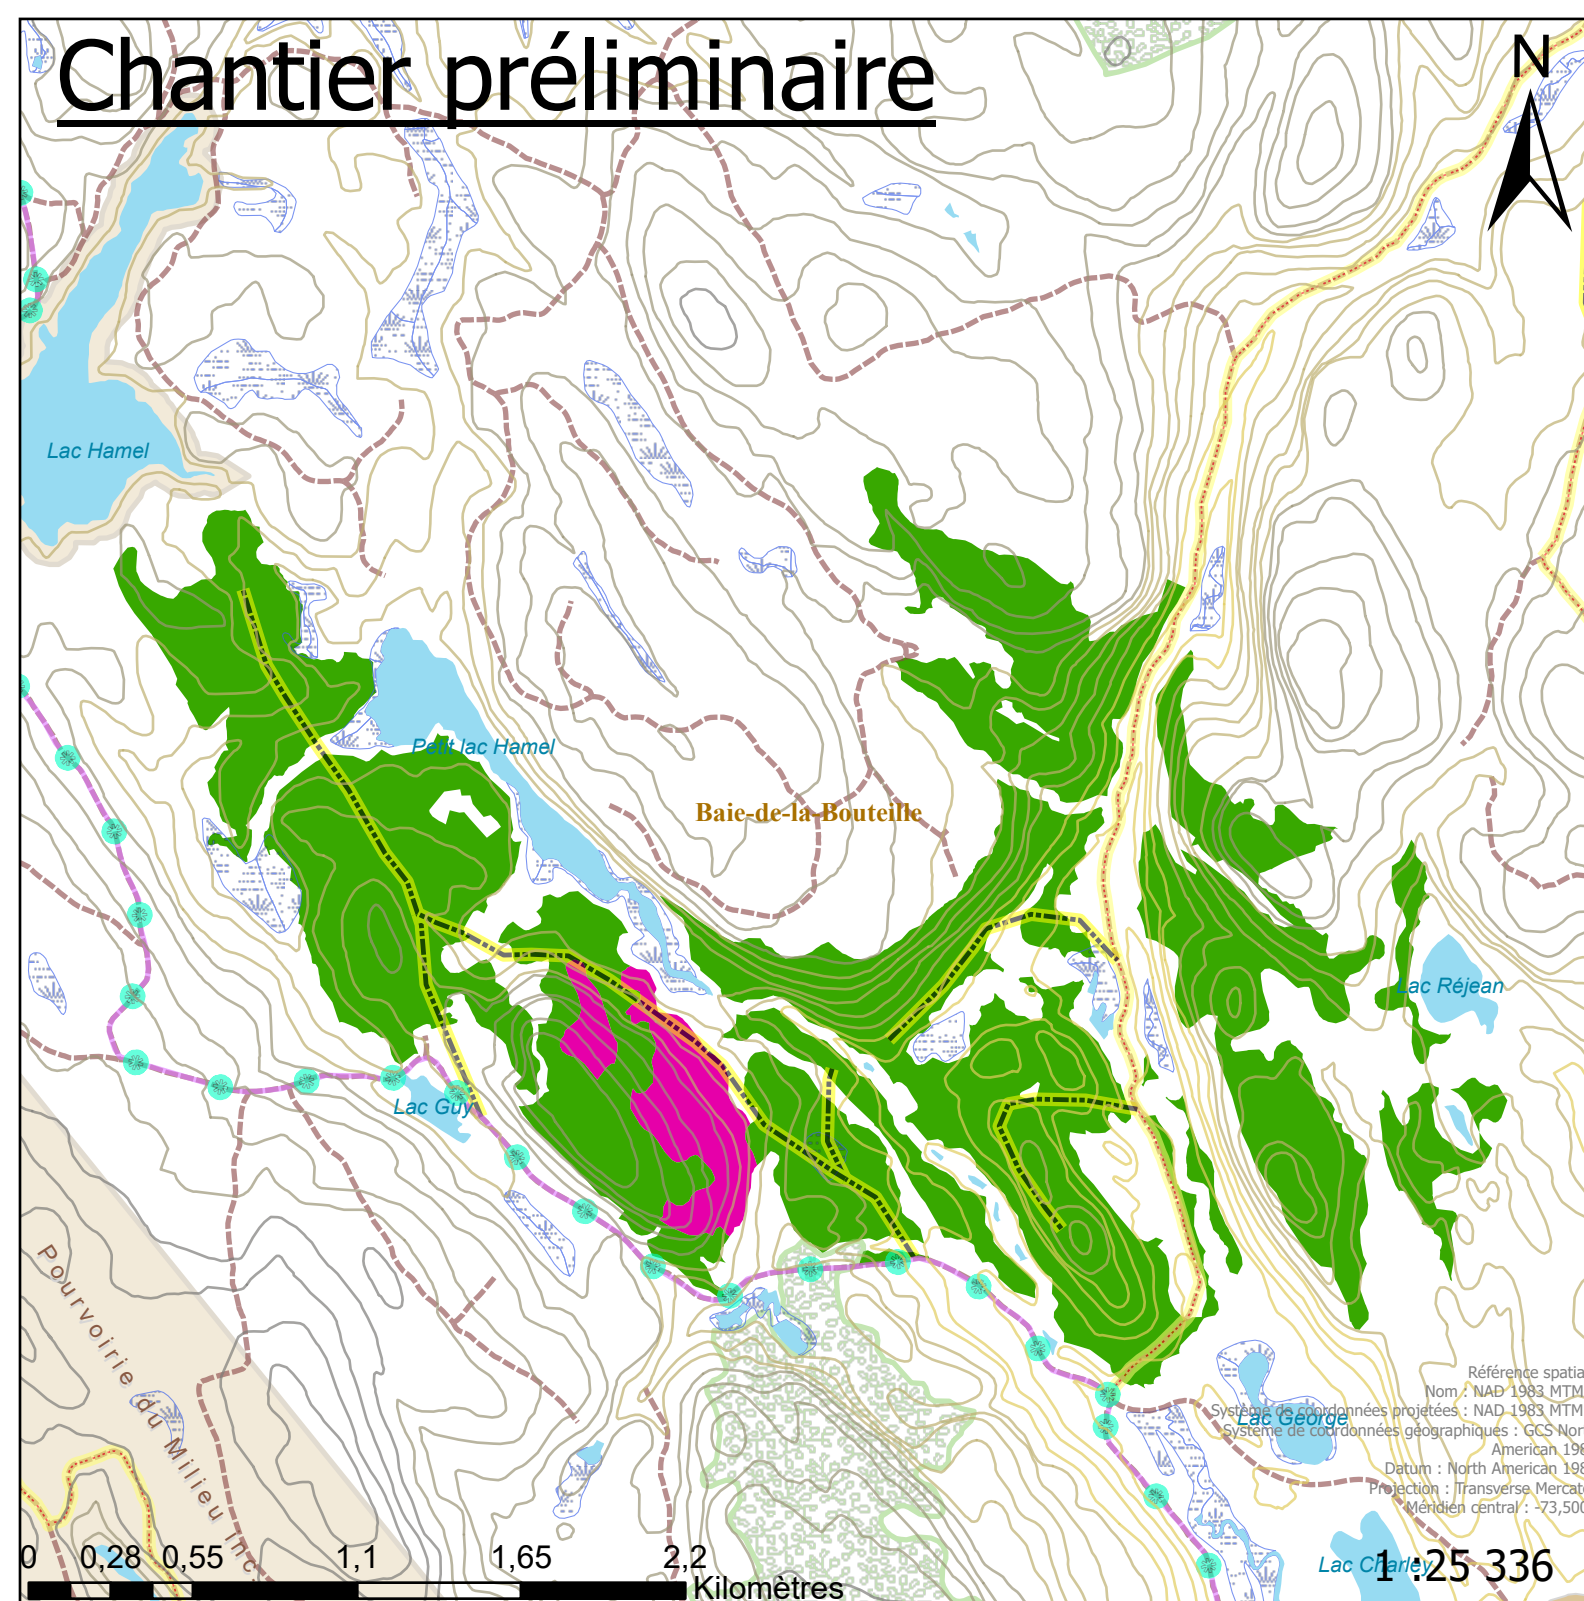 Chantier préliminaire
N
Lac Hamel
Petit lac Hamel
Baie-de-la-Bouteille
Lac Réjean
Lac Guy
Pourvoirie du Milieu Inc.
Référence spatia
Nom : NAD 1983 MTM
Système de coordonnées projetées : NAD 1983 MTM
Lac George
Système de coordonnées géographiques : GCS Nor
American 198
Datum : North American 198
Projection : Transverse Mercat
Méridien central : -73,500
Lac Charley
1 :25 336
0 0,28 0,55 1,1 1,65 2,2
Kilomètres